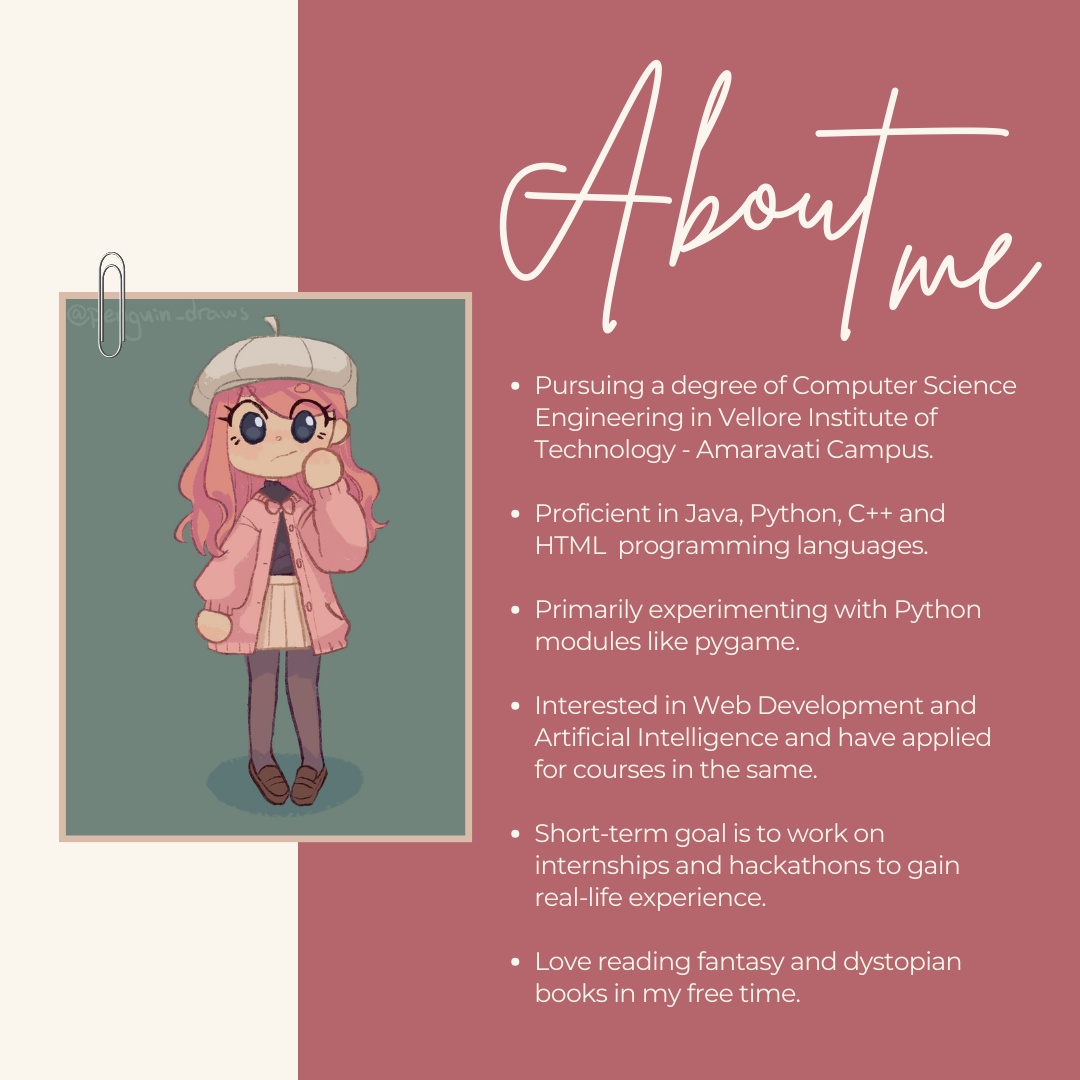 About
me
@penguin_draws
• Pursuing a degree of Computer Science
Engineering in Vellore Institute of
Technology - Amaravati Campus.
• Proficient in Java, Python, C++ and
HTML  programming languages.
• Primarily experimenting with Python
modules like pygame.
• Interested in Web Development and
Artificial Intelligence and have applied
for courses in the same.
• Short-term goal is to work on
internships and hackathons to gain
real-life experience.
• Love reading fantasy and dystopian
books in my free time.